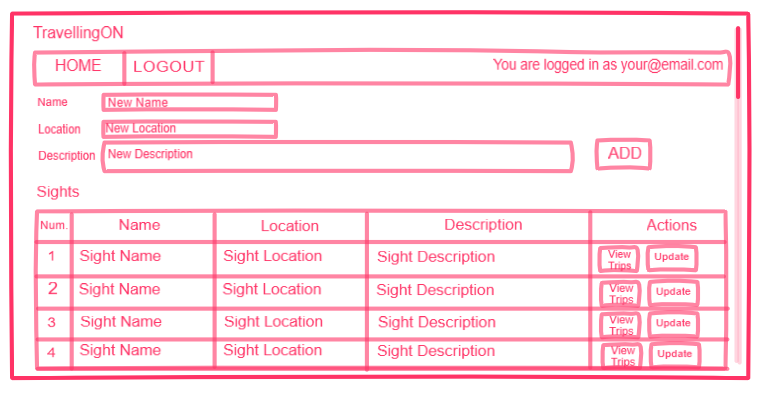 TravellingON
HOME LOGOUT You are logged in as your@email.com
Name New Name
Location New Location
Description New Description ADD
Sights
Num. Name Location Description Actions
1 Sight Name Sight Location Sight Description View Trips Update
2 Sight Name Sight Location Sight Description View Trips Update
3 Sight Name Sight Location Sight Description View Trips Update
4 Sight Name Sight Location Sight Description View Trips Update